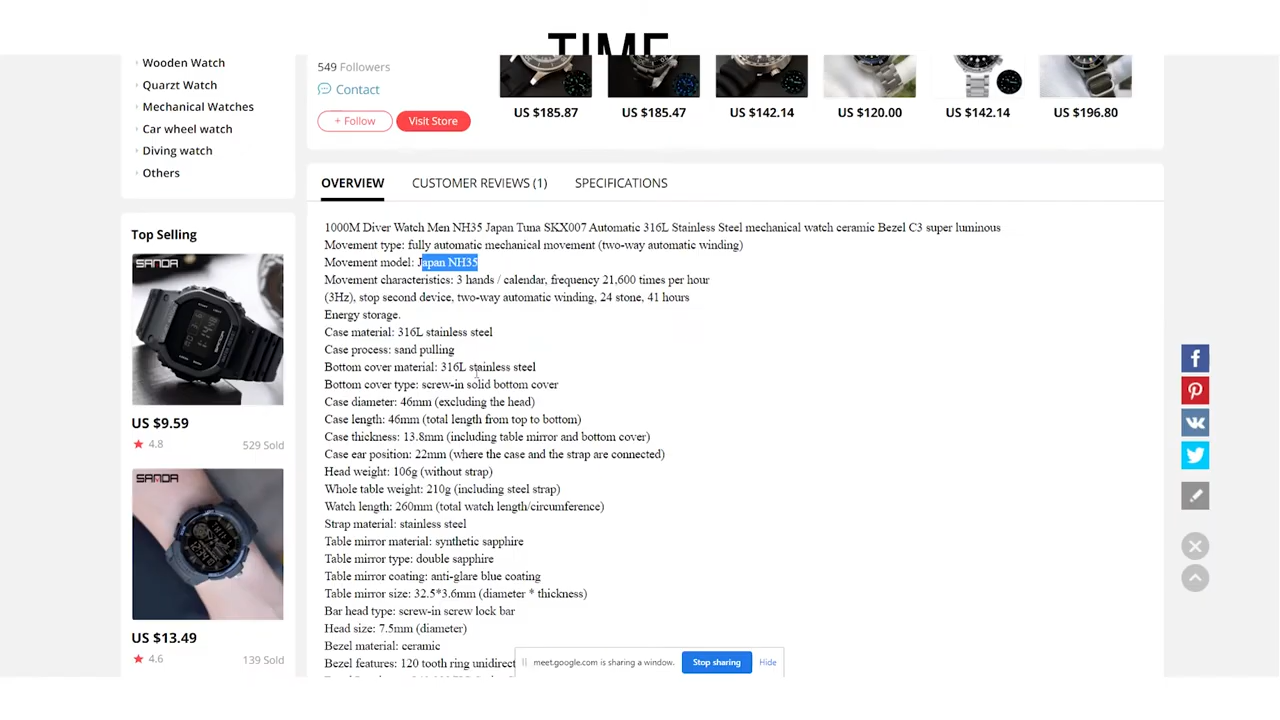 TIME
Wooden Watch
Quarzt Watch
Mechanical Watches
Car wheel watch
Diving watch
Others
549 Followers
Contact
+ Follow
Visit Store
US $185.87
US $185.47
US $142.14
US $120.00
US $142.14
US $196.80
Top Selling
SANDA
US $9.59
4.8
529 Sold
SANDA
US $13.49
4.6
139 Sold
OVERVIEW
CUSTOMER REVIEWS (1)
SPECIFICATIONS
1000M Diver Watch Men NH35 Japan Tuna SKX007 Automatic 316L Stainless Steel mechanical watch ceramic Bezel C3 super luminous
Movement type: fully automatic mechanical movement (two-way automatic winding)
Movement model: Japan NH35
Movement characteristics: 3 hands / calendar, frequency 21,600 times per hour
(3Hz), stop second device, two-way automatic winding, 24 stone, 41 hours
Energy storage.
Case material: 316L stainless steel
Case process: sand pulling
Bottom cover material: 316L stainless steel
Bottom cover type: screw-in solid bottom cover
Case diameter: 46mm (excluding the head)
Case length: 46mm (total length from top to bottom)
Case thickness: 13.8mm (including table mirror and bottom cover)
Case ear position: 22mm (where the case and the strap are connected)
Head weight: 106g (without strap)
Whole table weight: 210g (including steel strap)
Watch length: 260mm (total watch length/circumference)
Strap material: stainless steel
Table mirror material: synthetic sapphire
Table mirror type: double sapphire
Table mirror coating: anti-glare blue coating
Table mirror size: 32.5*3.6mm (diameter * thickness)
Bar head type: screw-in screw lock bar
Head size: 7.5mm (diameter)
Bezel material: ceramic
Bezel features: 120 tooth ring unidirect
meet.google.com is sharing a window.
Stop sharing
Hide